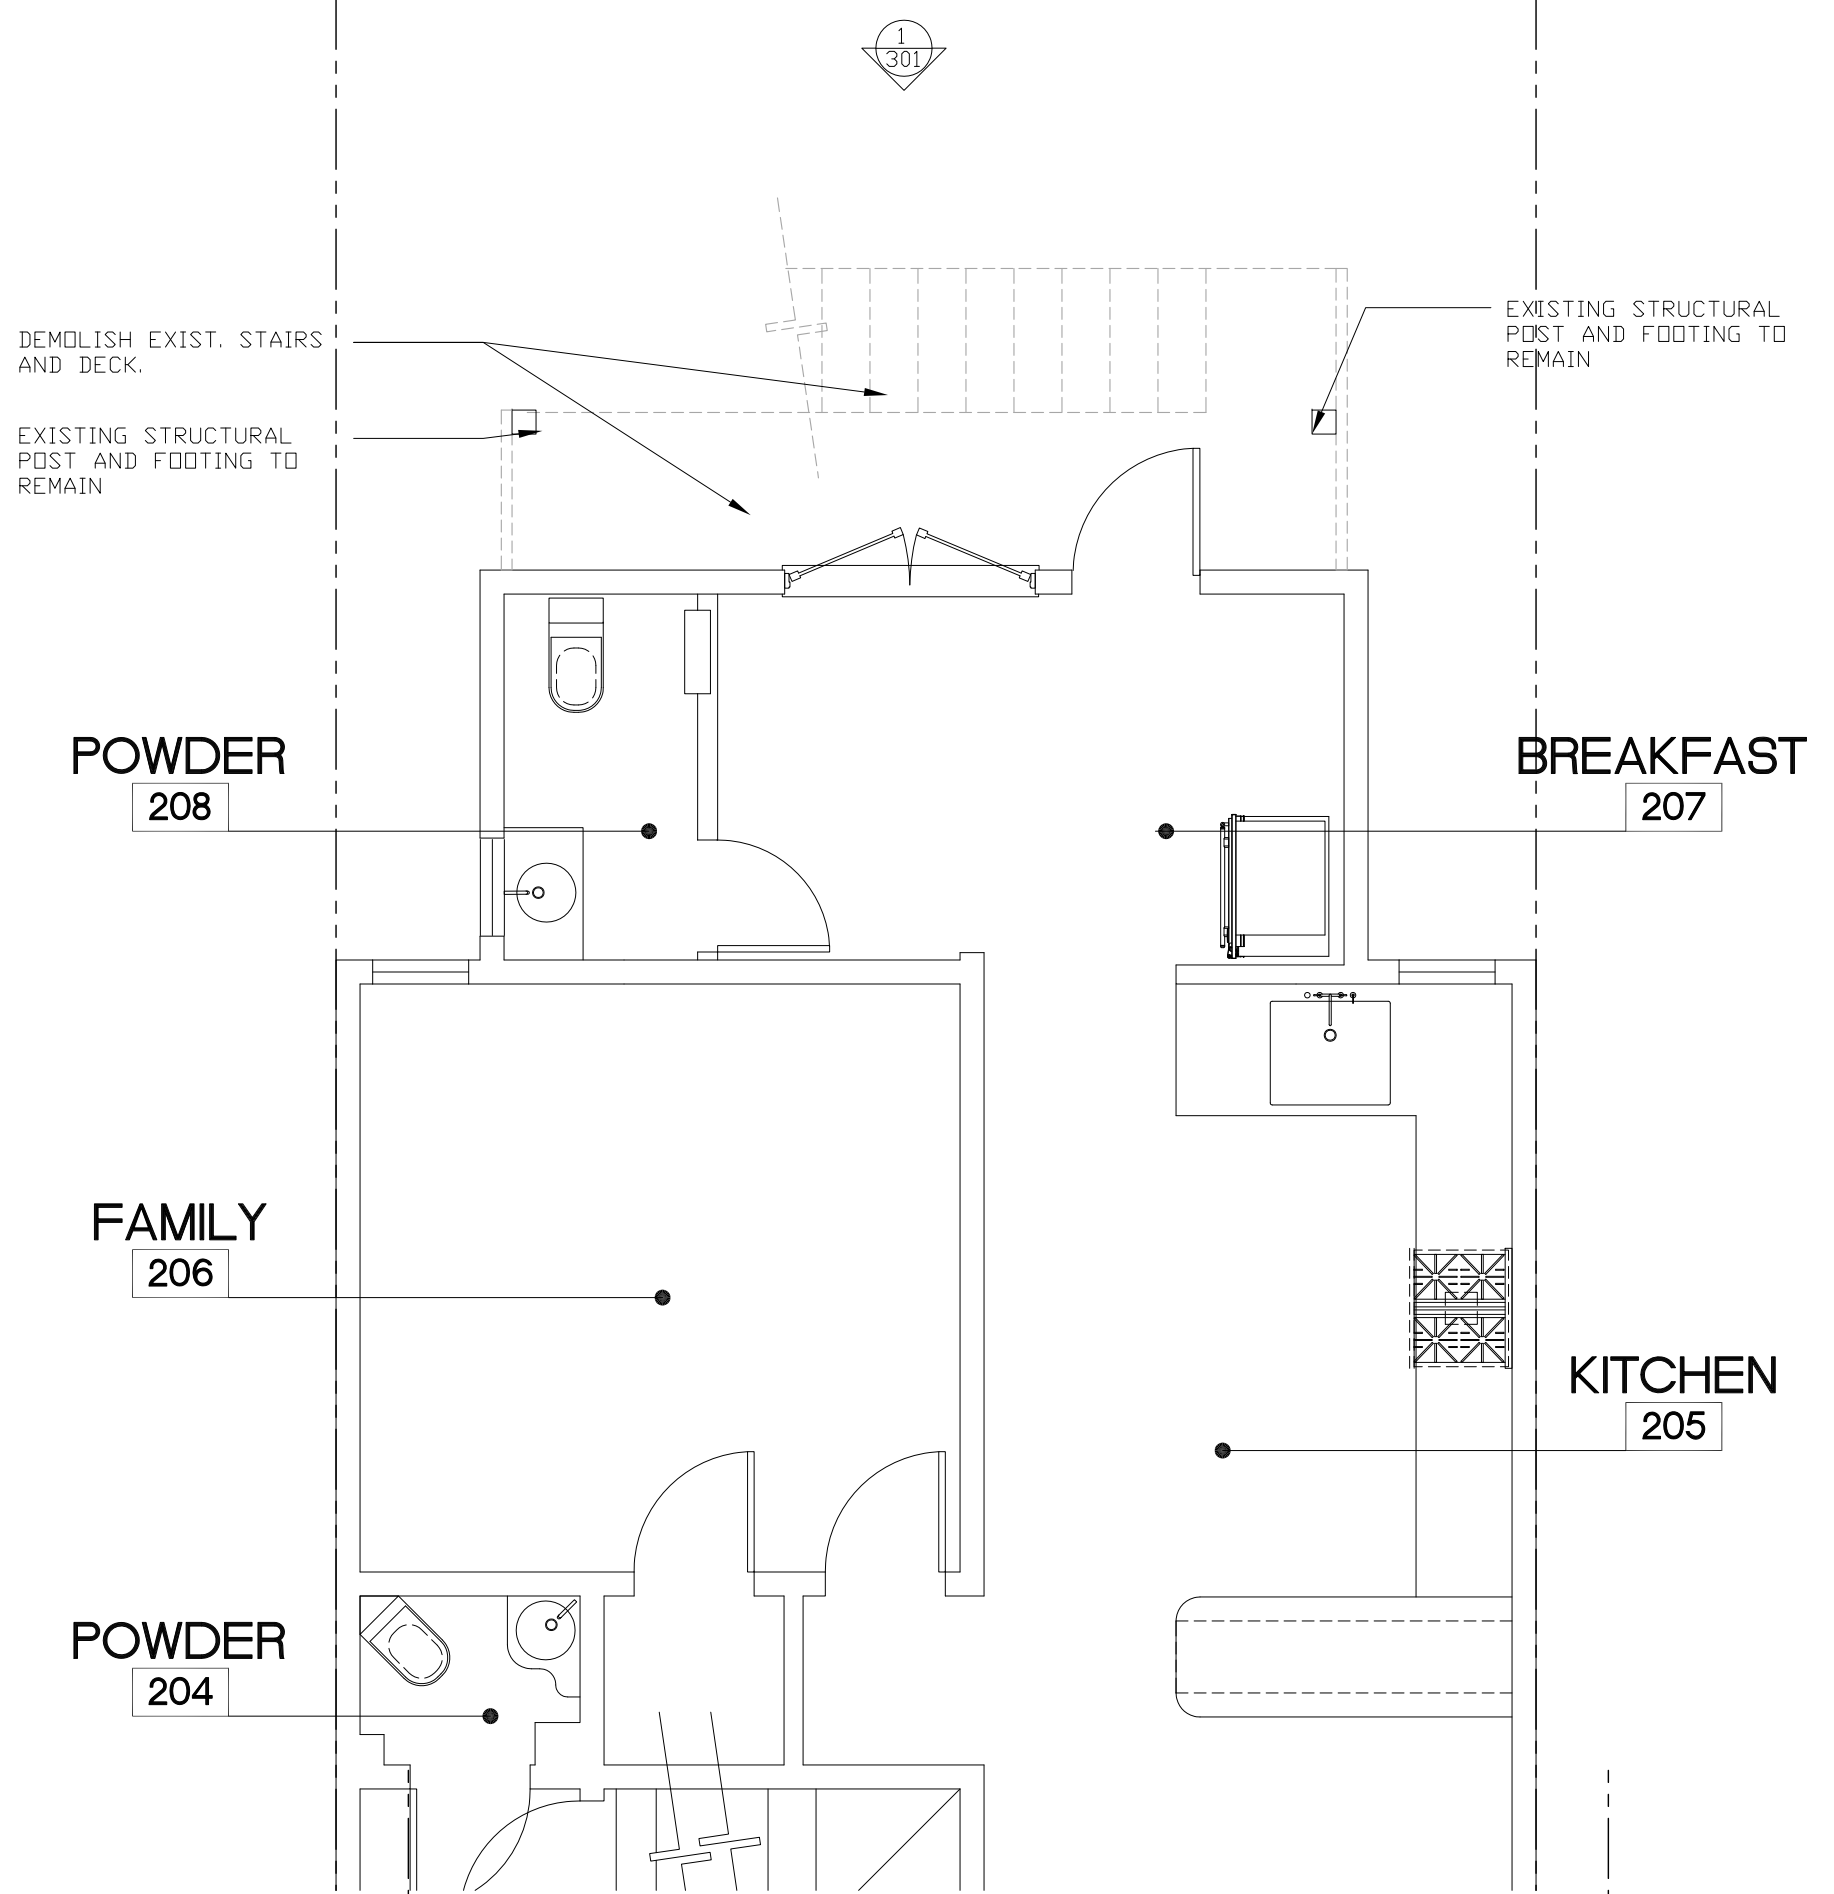 1
301
DEMOLISH EXIST. STAIRS
AND DECK.
EXISTING STRUCTURAL
POST AND FOOTING TO
REMAIN
EXISTING STRUCTURAL
POST AND FOOTING TO
REMAIN
POWDER
208
BREAKFAST
207
FAMILY
206
KITCHEN
205
POWDER
204